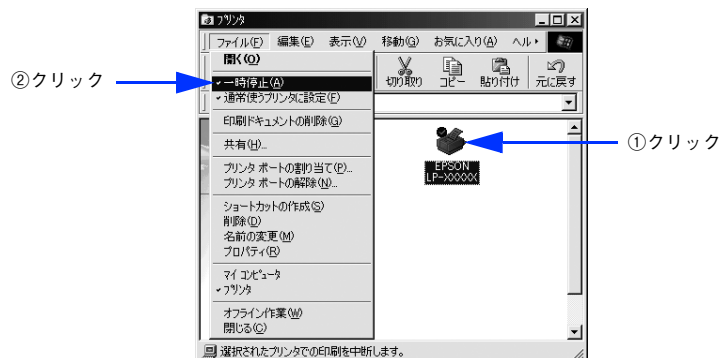 プリンタ
ファイル(F) 編集(E) 表示(V) 移動(G) お気に入り(A) ヘル
開く(O)
一時停止(A)
通常使うプリンタに設定(F)
印刷ドキュメントの削除(G)
共有(H)...
プリンタ ポートの割り当て(P)...
プリンタ ポートの解除(N)...
ショートカットの作成(S)
削除(D)
名前の変更(M)
プロパティ(R)
マイ コンピュータ
プリンタ
オフライン作業(W)
閉じる(C)
切り取り コピー 貼り付け 元に戻す
②クリック
①クリック
EPSON
LP-XXXXX
選択されたプリンタでの印刷を中断します。